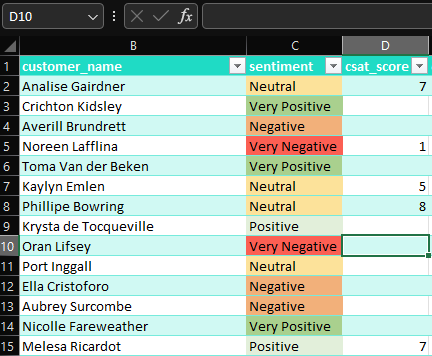 D10 fx
B C D
1 customer_name sentiment csat_score
2 Analise Gairdner Neutral 7
3 Crichton Kidsley Very Positive
4 Averill Brundrett Negative
5 Noreen Lafflina Very Negative 1
6 Toma Van der Beken Very Positive
7 Kaylyn Emlen Neutral 5
8 Phillipe Bowring Neutral 8
9 Krysta de Tocqueville Positive
10 Oran Lifsey Very Negative
11 Port Inggall Neutral
12 Ella Cristoforo Negative
13 Aubrey Surcombe Negative
14 Nicolle Fareweather Very Positive
15 Melesa Ricardot Positive 7